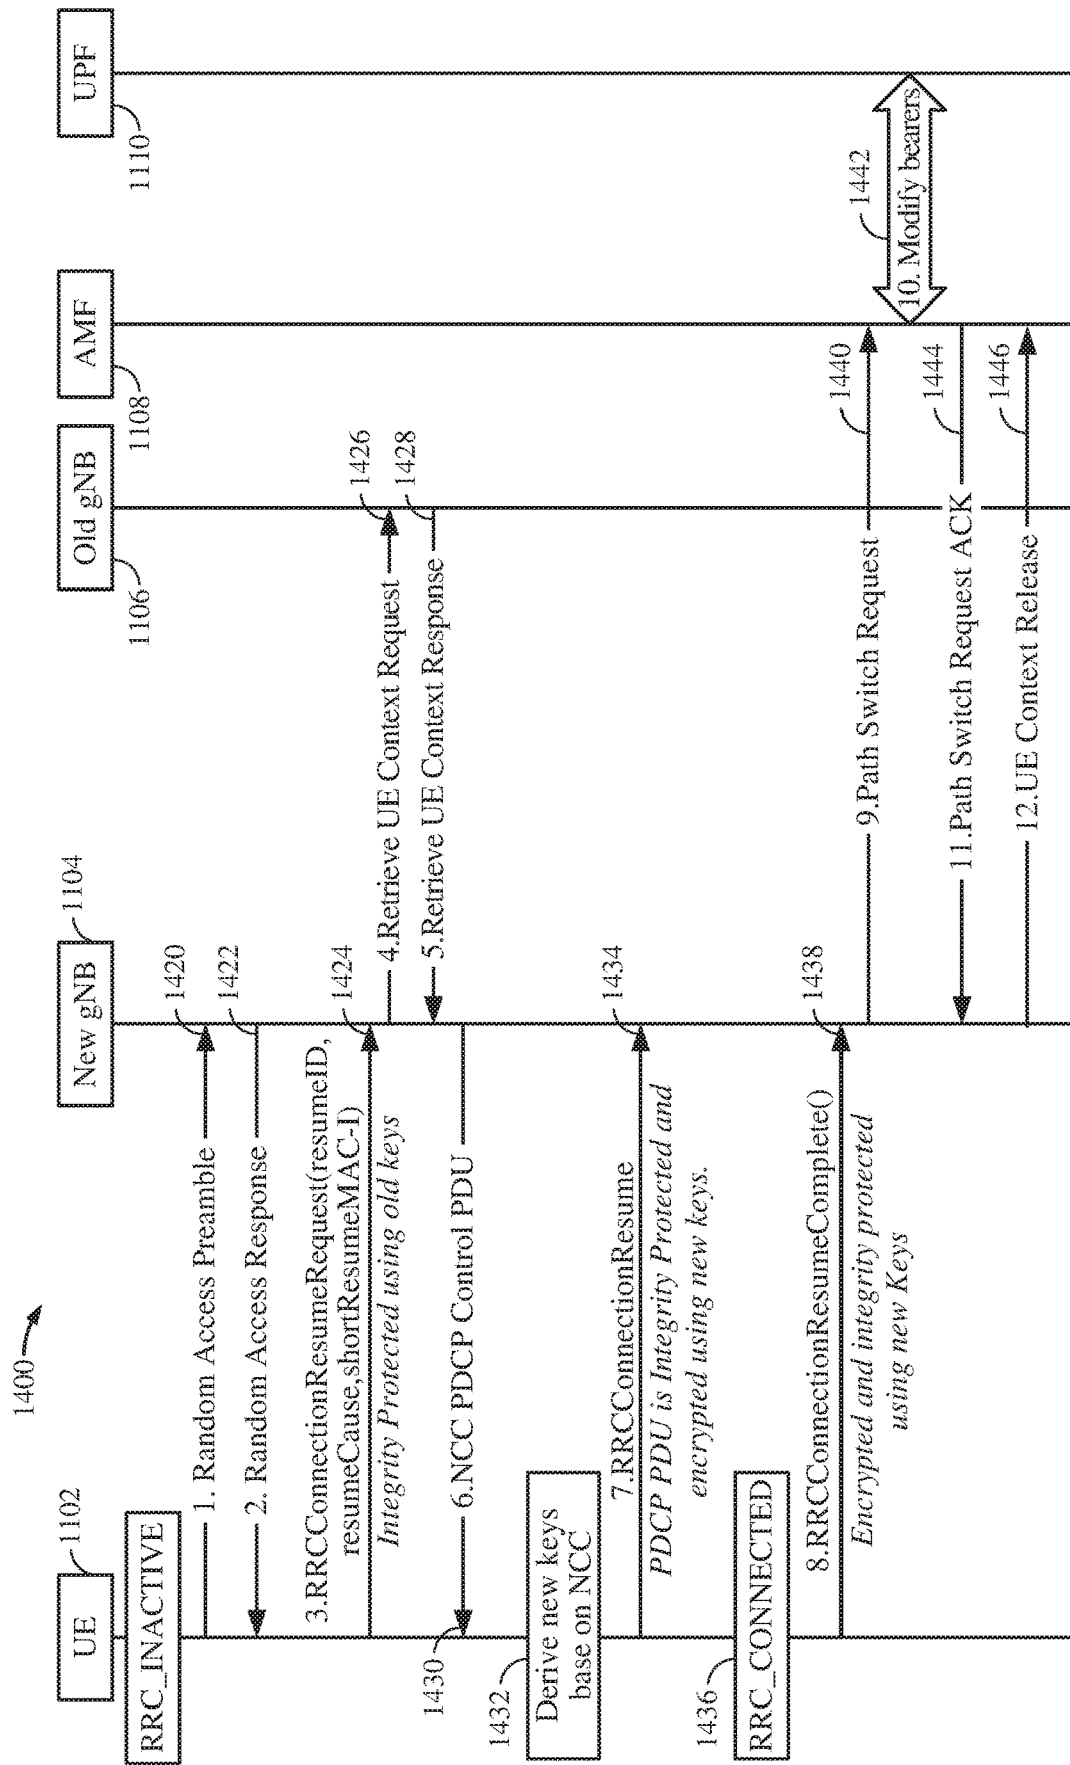 1400
UE
1102
New gNB
1104
Old gNB
1106
AMF
1108
UPF
1110
RRC_INACTIVE
1. Random Access Preamble
1420
2. Random Access Response
1422
3.RRCConnectionResumeRequest(resumeID,
resumeCause,shortResumeMAC-I)
1424
Integrity Protected using old keys
4.Retrieve UE Context Request
1426
5.Retrieve UE Context Response
1428
6.NCC PDCP Control PDU
1430
Derive new keys
base on NCC
1432
7.RRCConnectionResume
1434
PDCP PDU is Integrity Protected and
encrypted using new keys.
RRC_CONNECTED
1436
8.RRCConnectionResumeComplete()
1438
Encrypted and integrity protected
using new Keys
9.Path Switch Request
1440
10. Modify bearers
1442
11.Path Switch Request ACK
1444
12.UE Context Release
1446